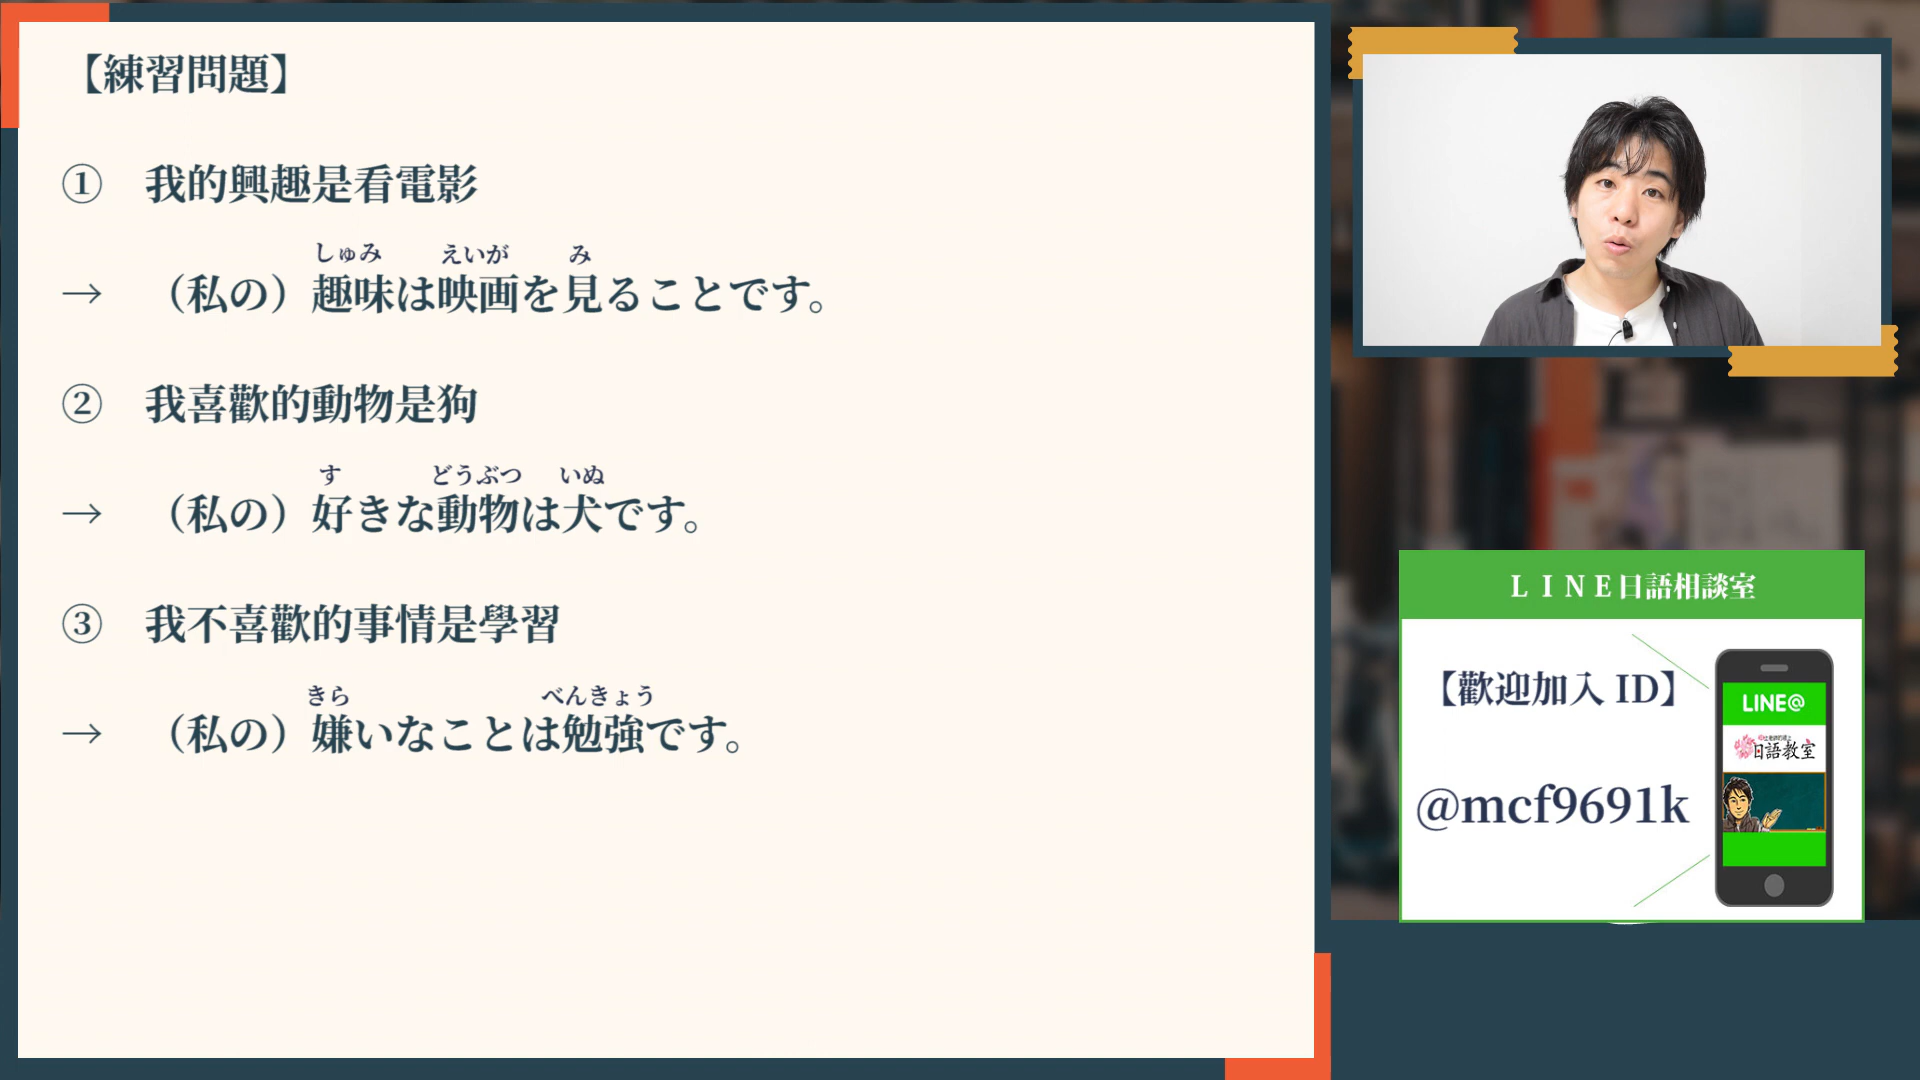 【練習問題】
① 我的興趣是看電影
しゅみ えいが み
→ （私の）趣味は映画を見ることです。
② 我喜歡的動物是狗
す どうぶつ いぬ
→ （私の）好きな動物は犬です。
③ 我不喜歡的事情是學習
きら べんきょう
→ （私の）嫌いなことは勉強です。
ＬＩＮＥ日語相談室
【歡迎加入 ID】
@mcf9691k
LINE@
日語教室